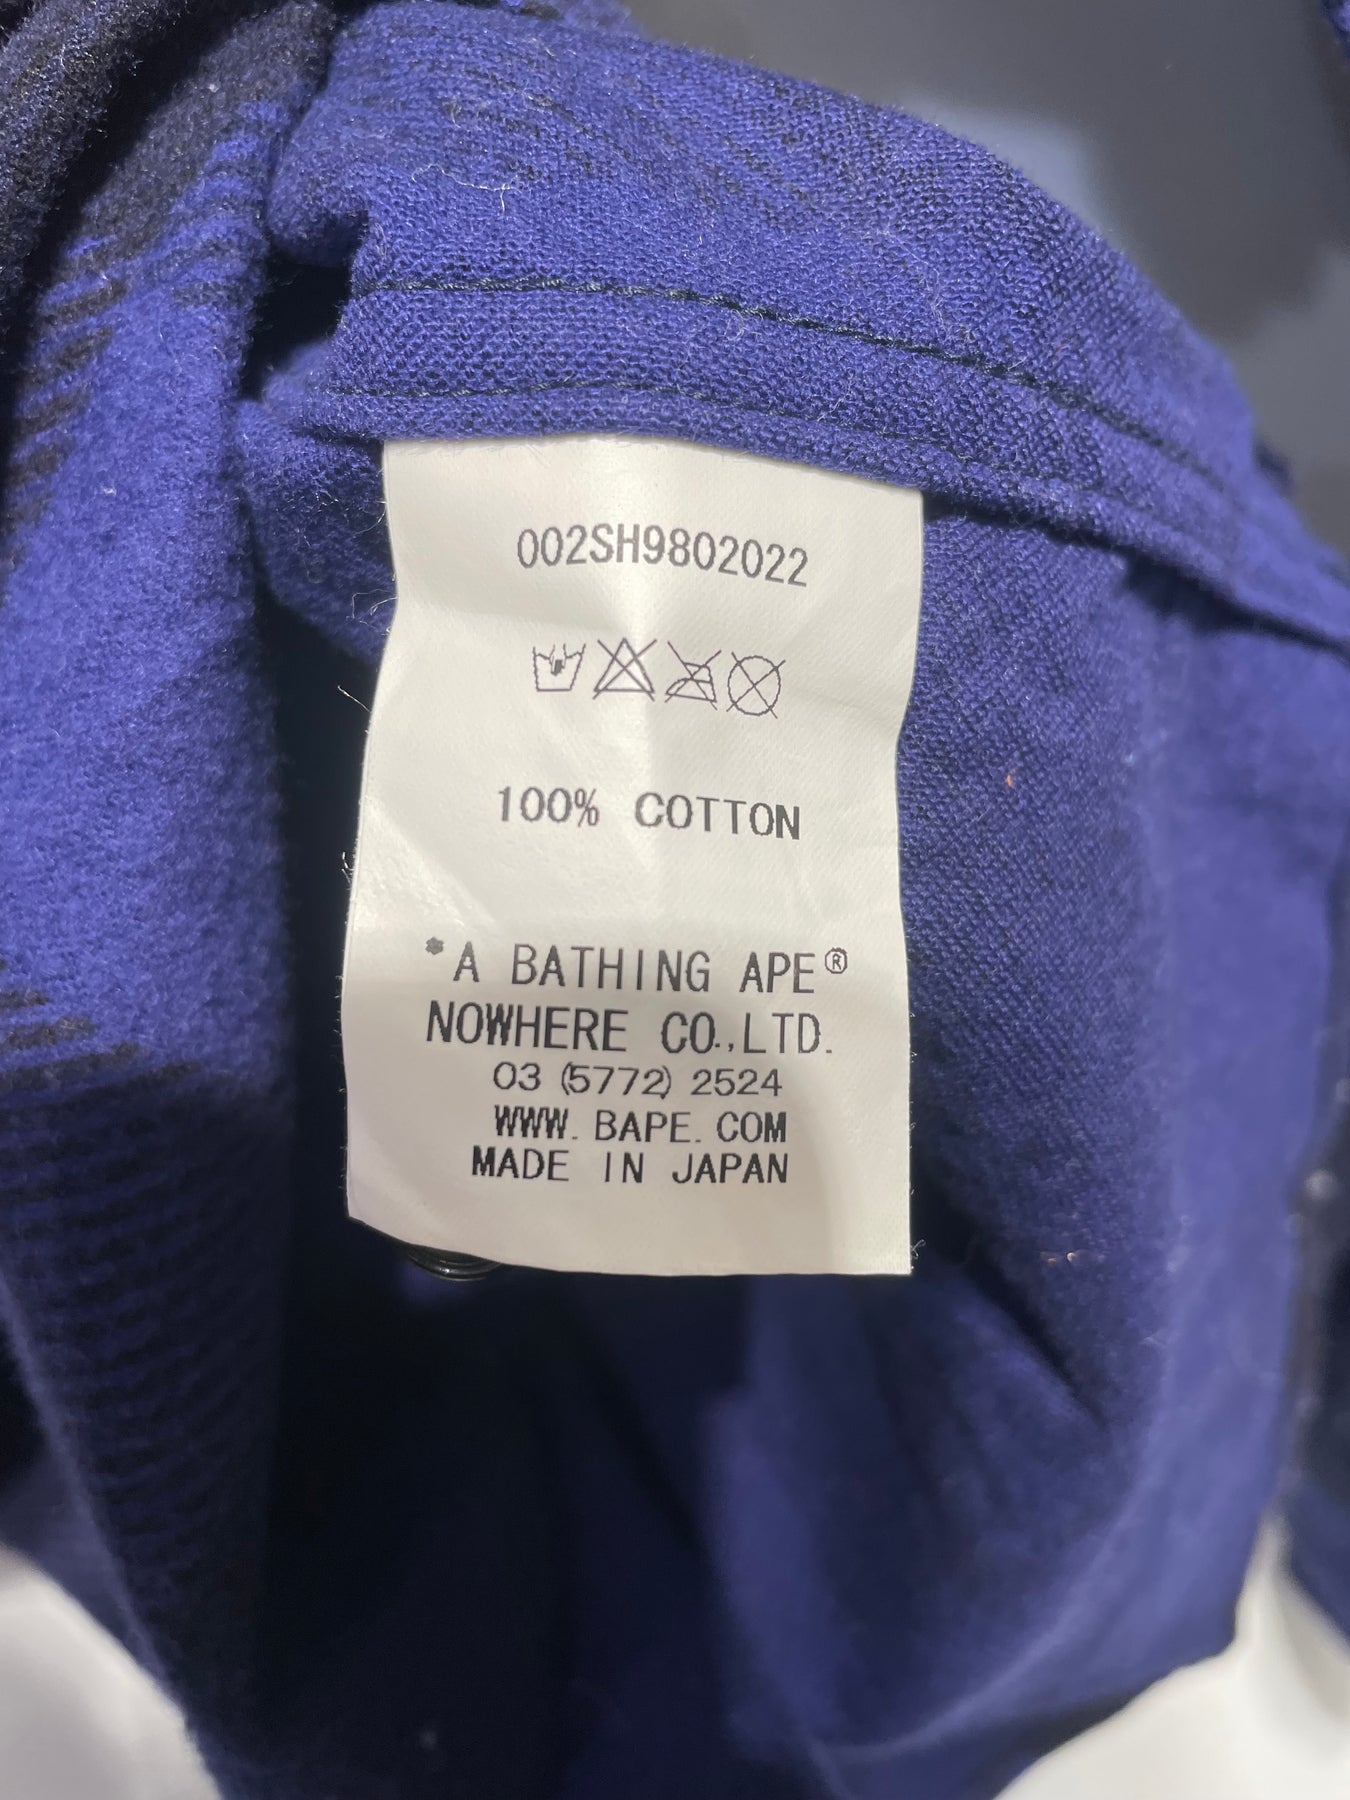 002SH9802022
100% COTTON
*A BATHING APE®
NOWHERE CO.,LTD.
03 (5772) 2524
WWW. BAPE. COM
MADE IN JAPAN